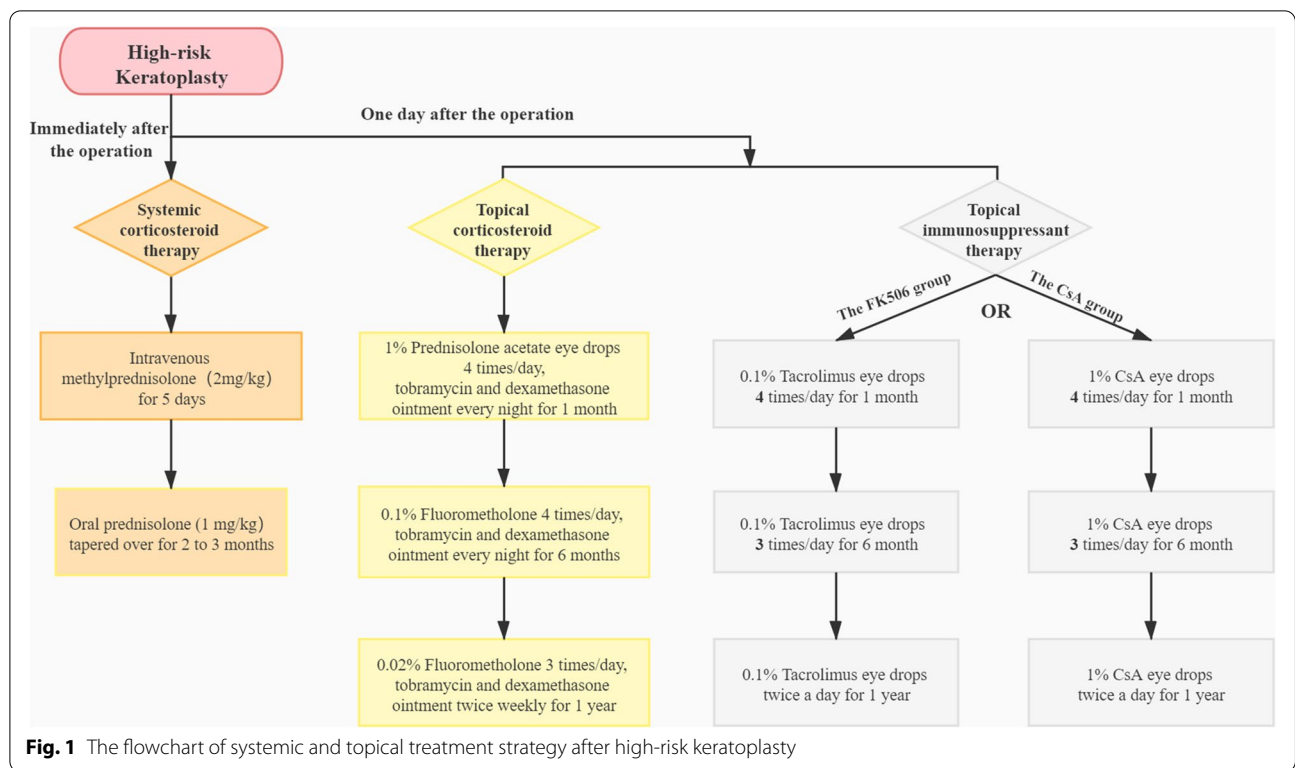 High-risk
Keratoplasty
One day after the operation
Immediately after
the operation
Systemic
corticosteroid
therapy
Topical
corticosteroid
therapy
Topical
immunosuppressant
therapy
The FK506 group
OR
The CsA group
Intravenous
methylprednisolone (2mg/kg)
for 5 days
1% Prednisolone acetate eye drops
4 times/day,
tobramycin and dexamethasone
ointment every night for 1 month
0.1% Tacrolimus eye drops
4 times/day for 1 month
1% CsA eye drops
4 times/day for 1 month
Oral prednisolone (1 mg/kg)
tapered over for 2 to 3 months
0.1% Fluorometholone 4 times/day,
tobramycin and dexamethasone
ointment every night for 6 months
0.1% Tacrolimus eye drops
3 times/day for 6 month
1% CsA eye drops
3 times/day for 6 month
0.02% Fluorometholone 3 times/day,
tobramycin and dexamethasone
ointment twice weekly for 1 year
0.1% Tacrolimus eye drops
twice a day for 1 year
1% CsA eye drops
twice a day for 1 year
Fig. 1 The flowchart of systemic and topical treatment strategy after high-risk keratoplasty